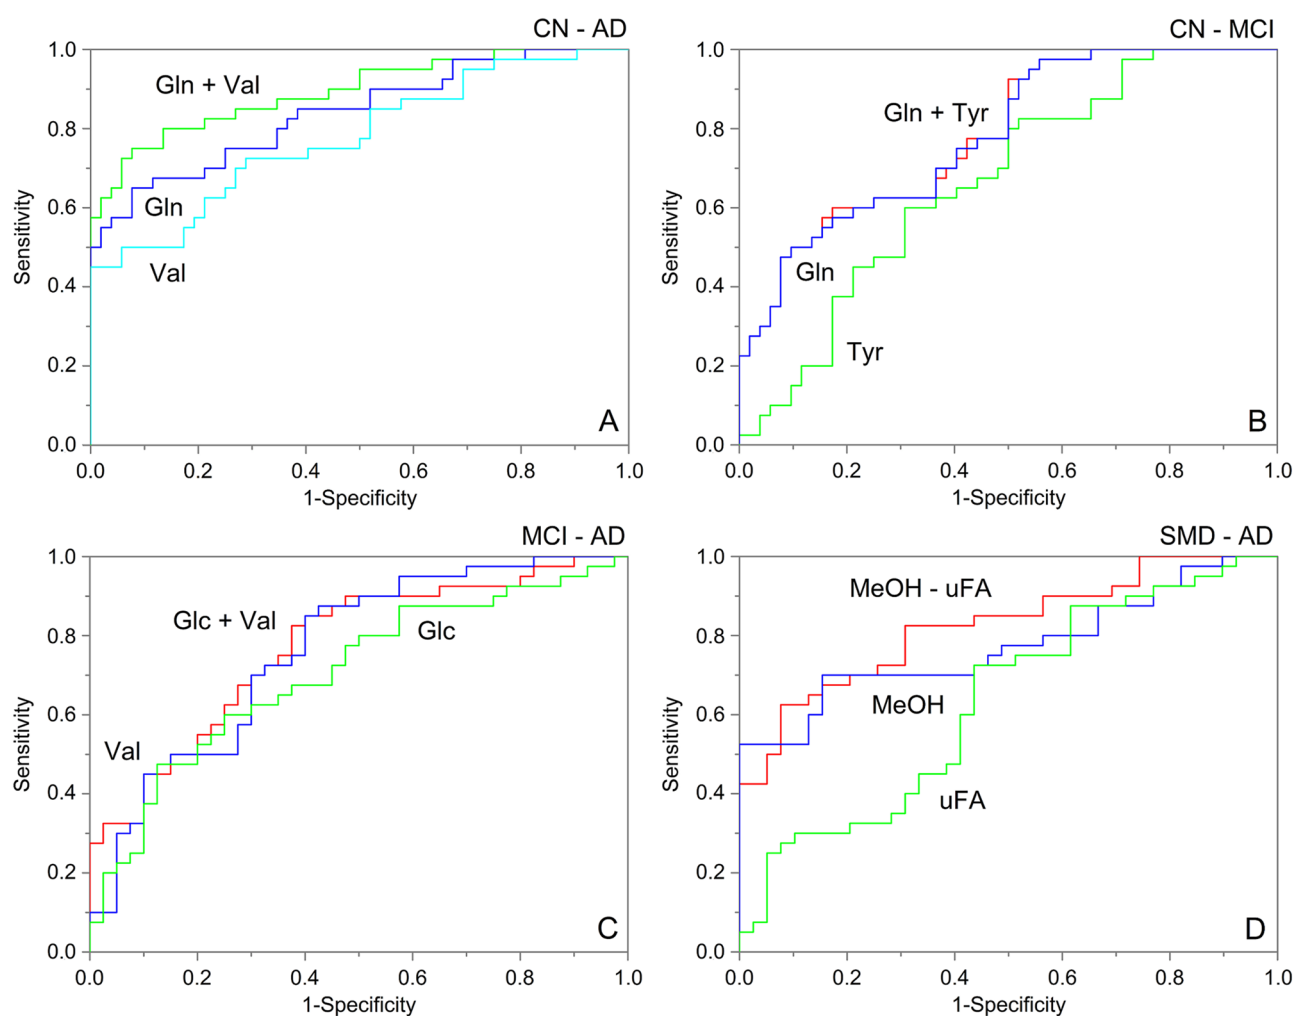 CN - AD
1.0
0.8
0.6
0.4
0.2
0.0
Sensitivity
Gln + Val
Gln
Val
A
0.0 0.2 0.4 0.6 0.8 1.0
1-Specificity
CN - MCI
1.0
0.8
0.6
0.4
0.2
0.0
Sensitivity
Gln + Tyr
Gln
Tyr
B
0.0 0.2 0.4 0.6 0.8 1.0
1-Specificity
MCI - AD
1.0
0.8
0.6
0.4
0.2
0.0
Sensitivity
Glc + Val
Glc
Val
C
0.0 0.2 0.4 0.6 0.8 1.0
1-Specificity
SMD - AD
1.0
0.8
0.6
0.4
0.2
0.0
Sensitivity
MeOH - uFA
MeOH
uFA
D
0.0 0.2 0.4 0.6 0.8 1.0
1-Specificity